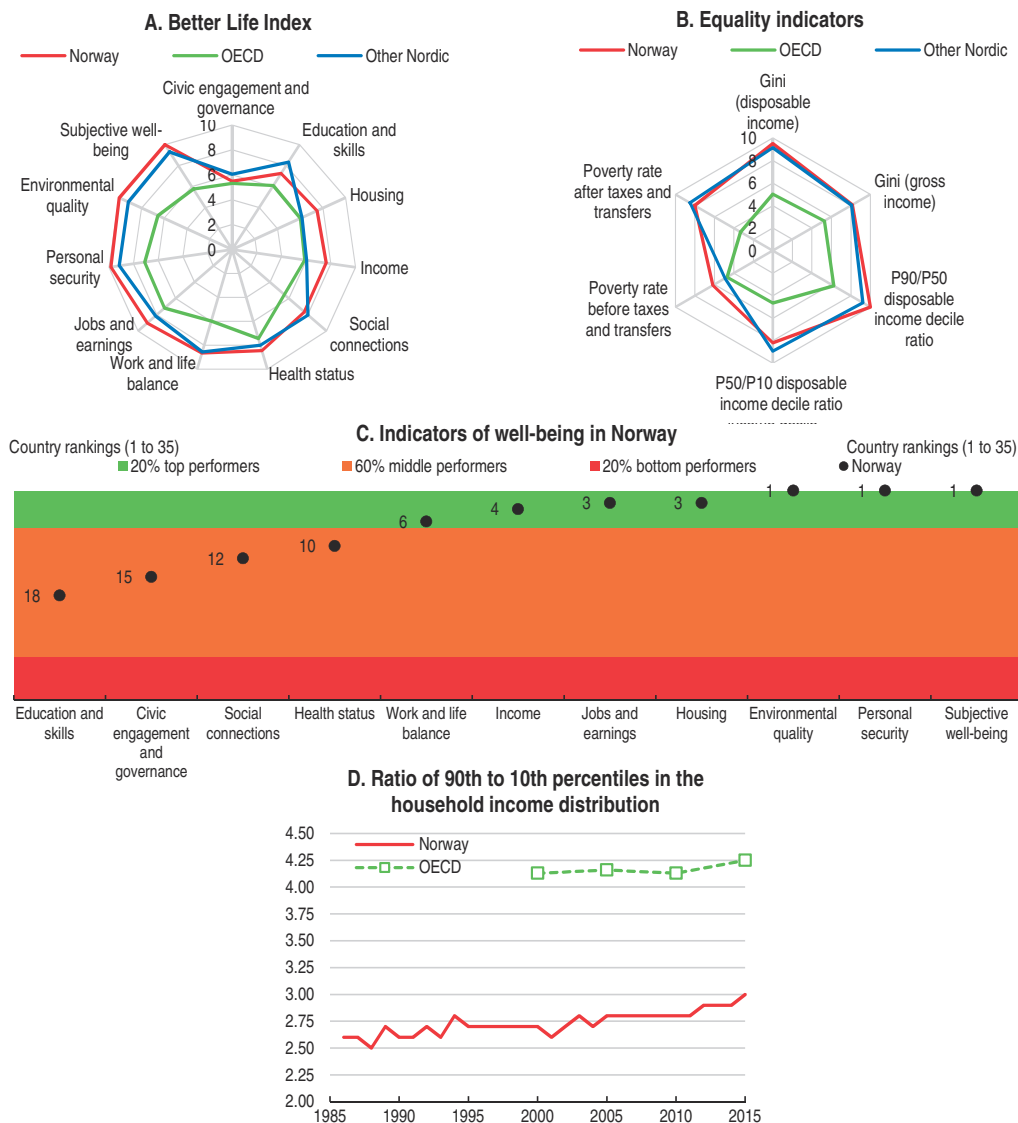 A. Better Life Index
Norway
OECD
Other Nordic
Civic engagement and
governance
Education and
skills
Housing
Income
Social
connections
Health status
Work and life
balance
Jobs and
earnings
Personal
security
Environmental
quality
Subjective well-
being
10
8
6
4
2
0
B. Equality indicators
Norway
OECD
Other Nordic
Gini
(disposable
income)
Gini (gross
income)
P90/P50
disposable
income decile
ratio
P50/P10 disposable
income decile ratio
Poverty rate
before taxes
and transfers
Poverty rate
after taxes and
transfers
10
8
6
4
2
0
C. Indicators of well-being in Norway
Country rankings (1 to 35)
Country rankings (1 to 35)
20% top performers
60% middle performers
20% bottom performers
Norway
18
15
12
10
6
4
3
3
1
1
1
Education and
skills
Civic
engagement
and
governance
Social
connections
Health status
Work and life
balance
Income
Jobs and
earnings
Housing
Environmental
quality
Personal
security
Subjective
well-being
D. Ratio of 90th to 10th percentiles in the
household income distribution
Norway
OECD
4.50
4.25
4.00
3.75
3.50
3.25
3.00
2.75
2.50
2.25
2.00
1985
1990
1995
2000
2005
2010
2015